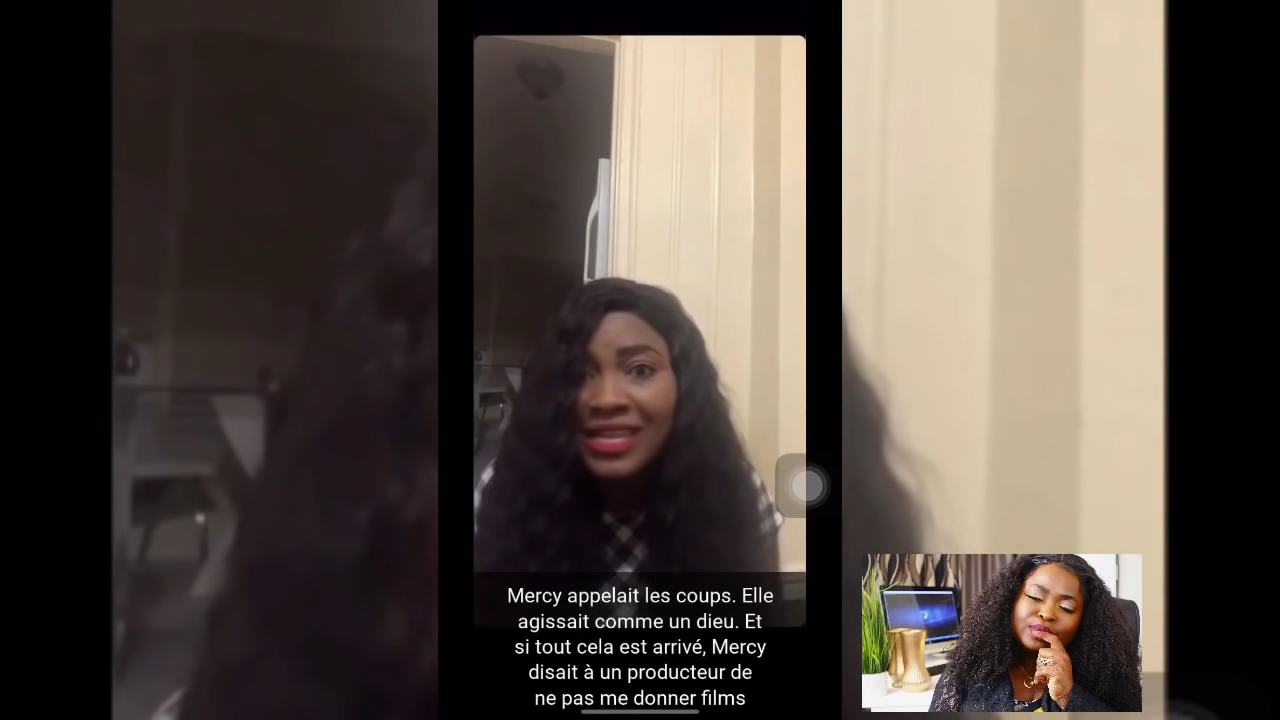 Mercy appelait les coups. Elle
agissait comme un dieu. Et
si tout cela est arrivé, Mercy
disait à un producteur de
ne pas me donner films